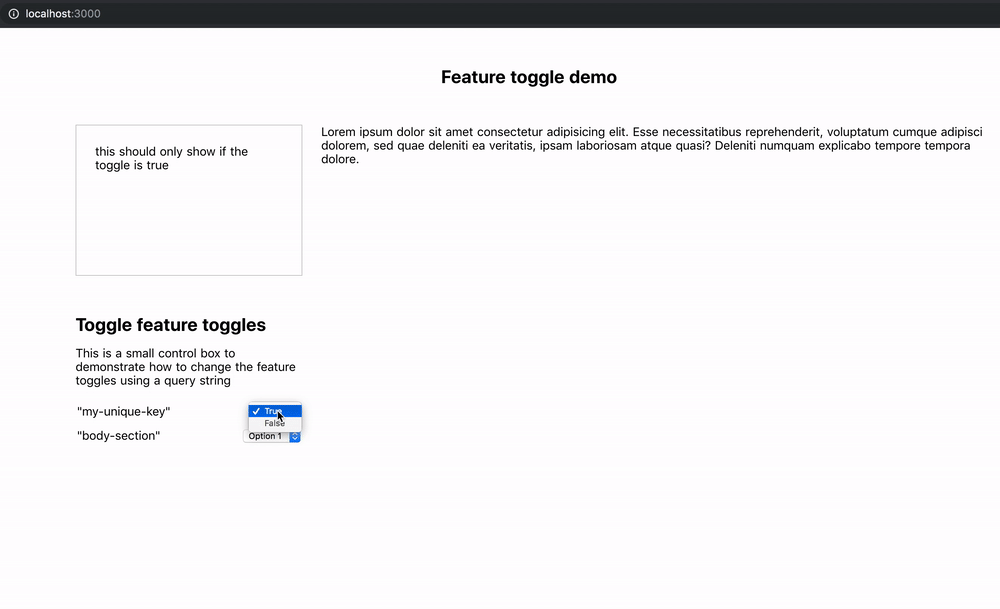 localhost:3000
Feature toggle demo
this should only show if the
toggle is true
Lorem ipsum dolor sit amet consectetur adipisicing elit. Esse necessitatibus reprehenderit, voluptatum cumque adipisci
dolorem, sed quae deleniti ea veritatis, ipsam laboriosam atque quasi? Deleniti numquam explicabo tempore tempora
dolore.
Toggle feature toggles
This is a small control box to
demonstrate how to change the feature
toggles using a query string
"my-unique-key"
✓ True
False
"body-section"
Option 1